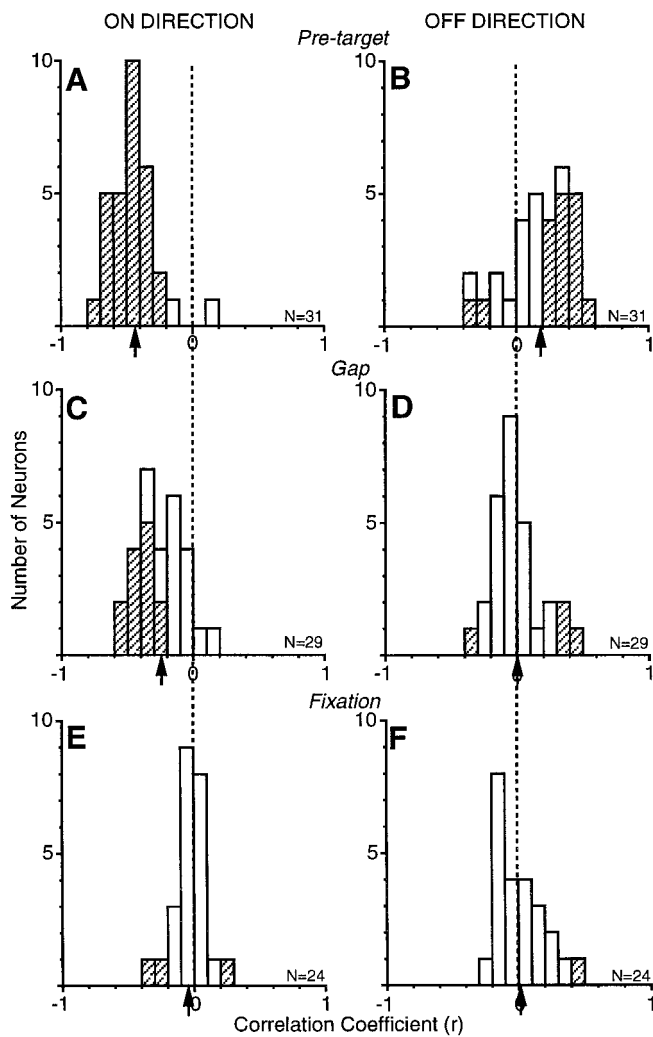 ON DIRECTION OFF DIRECTION
Pre-target
A B
10 10
5 5
N=31 N=31
-1 0 1 -1 0 1
Gap
C D
10 10
5 5
N=29 N=29
-1 0 1 -1 0 1
Number of Neurons
Fixation
E F
10 10
5 5
N=24 N=24
-1 0 1 -1 0 1
Correlation Coefficient (r)